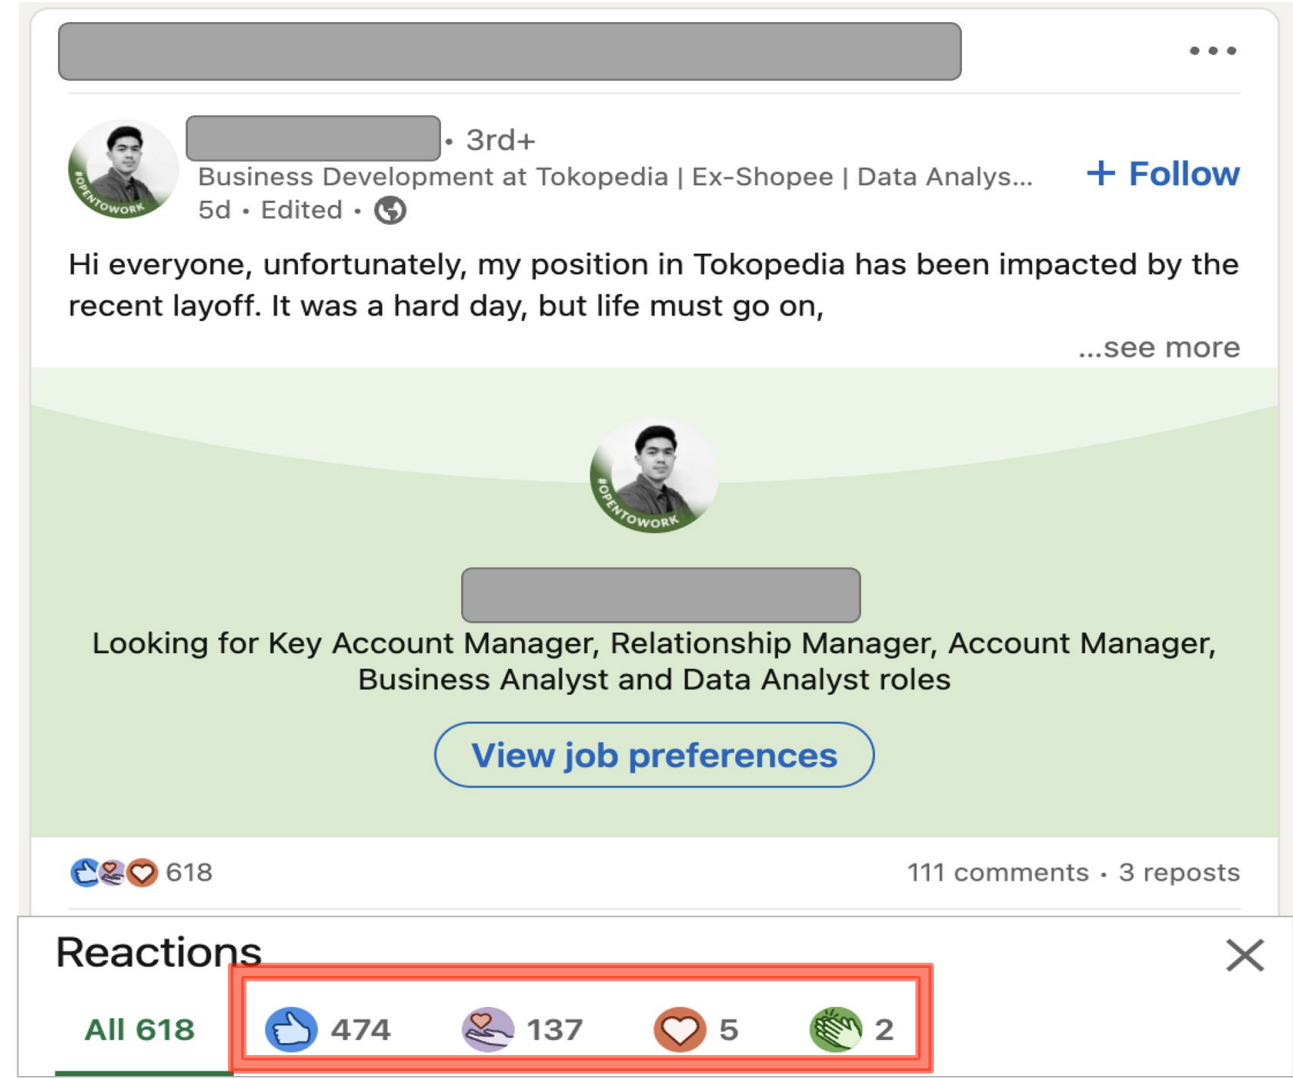 • 3rd+
Business Development at Tokopedia | Ex-Shopee | Data Analys...
+ Follow
5d • Edited •
#OPENTOWORK
Hi everyone, unfortunately, my position in Tokopedia has been impacted by the
recent layoff. It was a hard day, but life must go on,
...see more
#OPENTOWORK
Looking for Key Account Manager, Relationship Manager, Account Manager,
Business Analyst and Data Analyst roles
View job preferences
618
111 comments • 3 reposts
Reactions
All 618
474
137
5
2